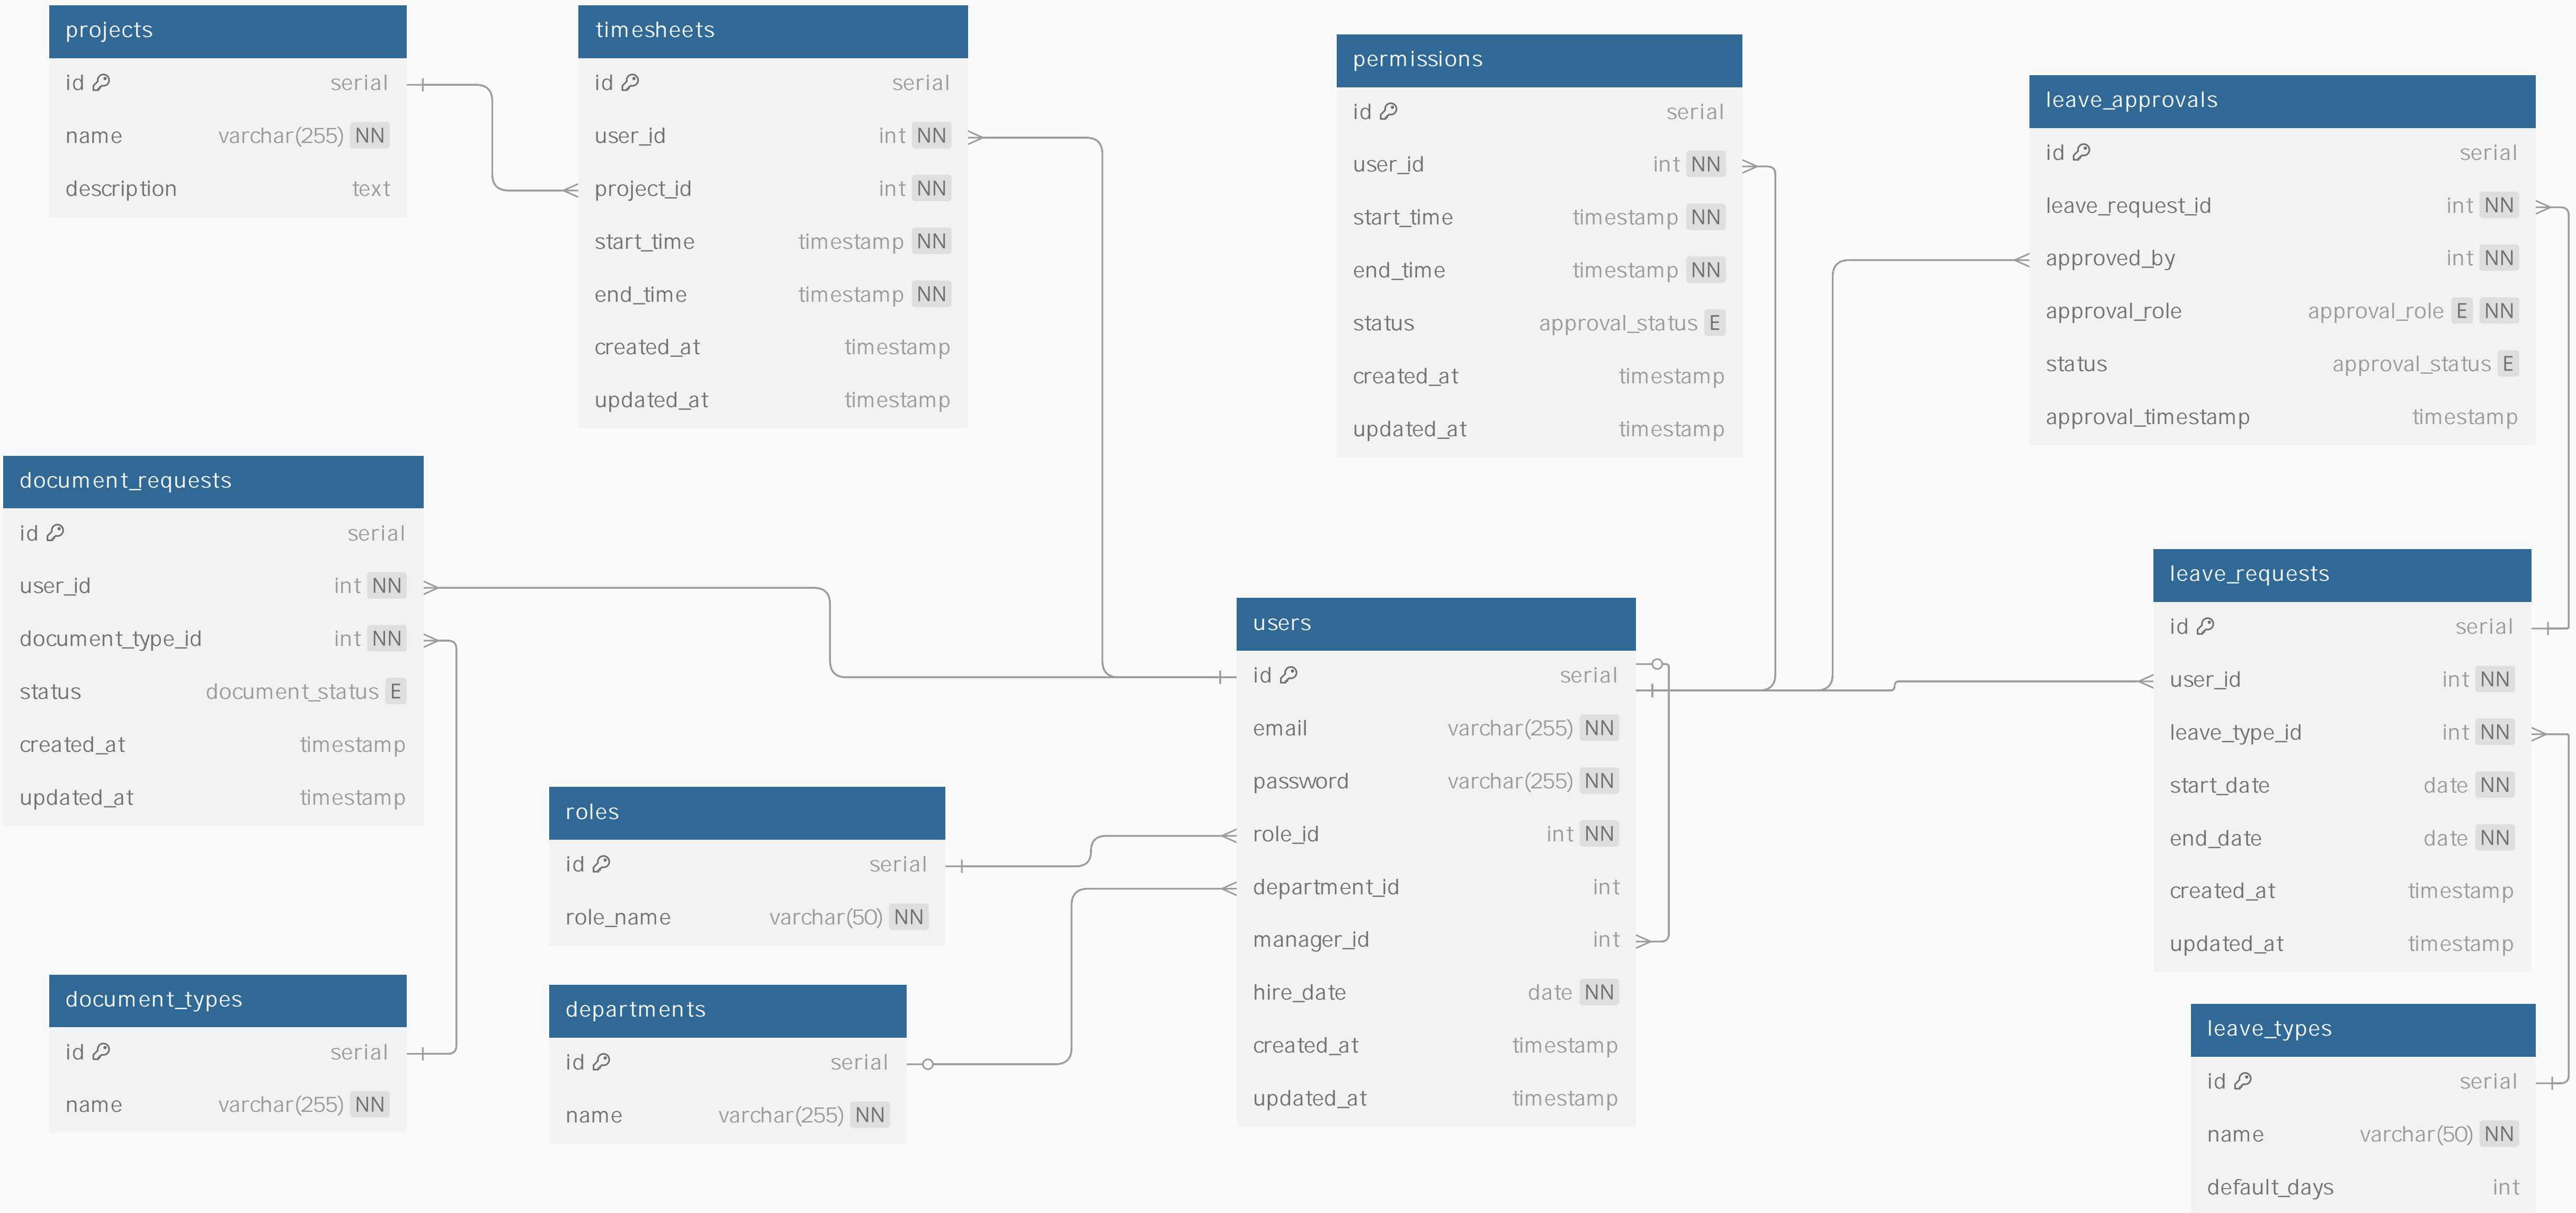 projects
id serial
name varchar(255) NN
description text
timesheets
id serial
user_id int NN
project_id int NN
start_time timestamp NN
end_time timestamp NN
created_at timestamp
updated_at timestamp
permissions
id serial
user_id int NN
start_time timestamp NN
end_time timestamp NN
status approval_status E
created_at timestamp
updated_at timestamp
leave_approvals
id serial
leave_request_id int NN
approved_by int NN
approval_role approval_role E NN
status approval_status E
approval_timestamp timestamp
document_requests
id serial
user_id int NN
document_type_id int NN
status document_status E
created_at timestamp
updated_at timestamp
users
id serial
email varchar(255) NN
password varchar(255) NN
role_id int NN
department_id int
manager_id int
hire_date date NN
created_at timestamp
updated_at timestamp
leave_requests
id serial
user_id int NN
leave_type_id int NN
start_date date NN
end_date date NN
created_at timestamp
updated_at timestamp
roles
id serial
role_name varchar(50) NN
document_types
id serial
name varchar(255) NN
departments
id serial
name varchar(255) NN
leave_types
id serial
name varchar(50) NN
default_days int